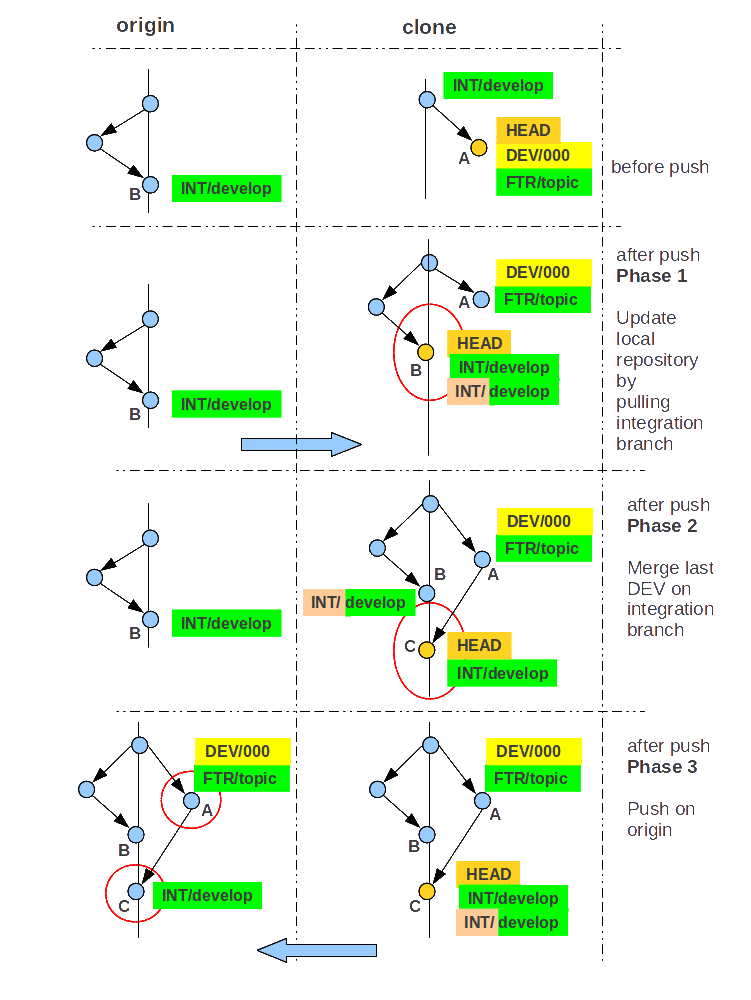 origin
clone
INT/develop
HEAD
DEV/000
FTR/topic
A
B
INT/develop
before push
after push
Phase 1
Update
local
repository
by
pulling
integration
branch
DEV/000
FTR/topic
A
HEAD
INT/develop
INT/ develop
B
B
INT/develop
after push
Phase 2
Merge last
DEV on
integration
branch
DEV/000
FTR/topic
A
B
INT/ develop
C
HEAD
INT/develop
B
INT/develop
after push
Phase 3
Push on
origin
DEV/000
FTR/topic
A
B
C
INT/develop
DEV/000
FTR/topic
A
B
HEAD
C
INT/develop
INT/ develop